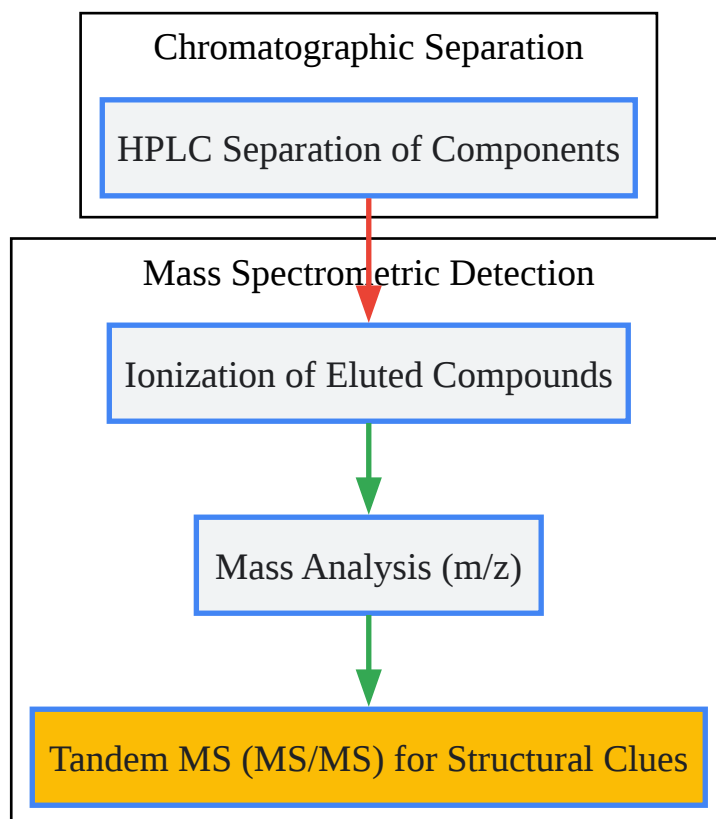 Chromatographic Separation
HPLC Separation of Components
Mass Spectrometric Detection
Ionization of Eluted Compounds
Mass Analysis (m/z)
Tandem MS (MS/MS) for Structural Clues